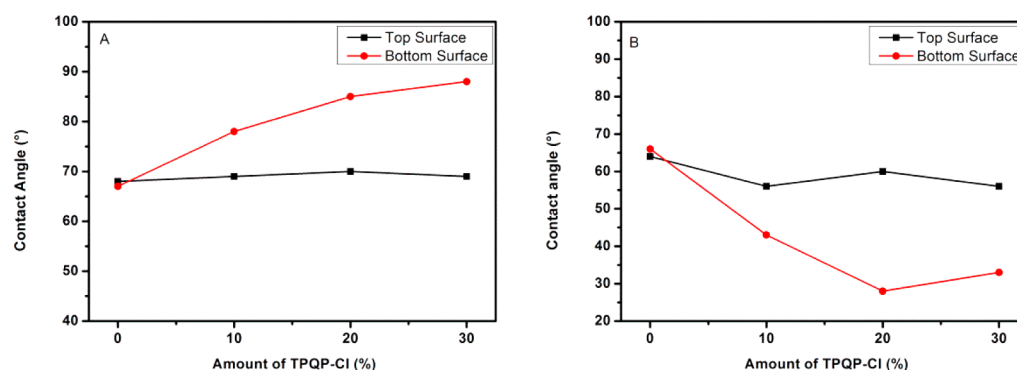 A
Top Surface
Bottom Surface
100
90
80
70
60
50
40
Contact Angle (°)
0 10 20 30
Amount of TPQP-Cl (%)
B
Top Surface
Bottom Surface
100
90
80
70
60
50
40
30
20
Contact angle (°)
0 10 20 30
Amount of TPQP-Cl (%)